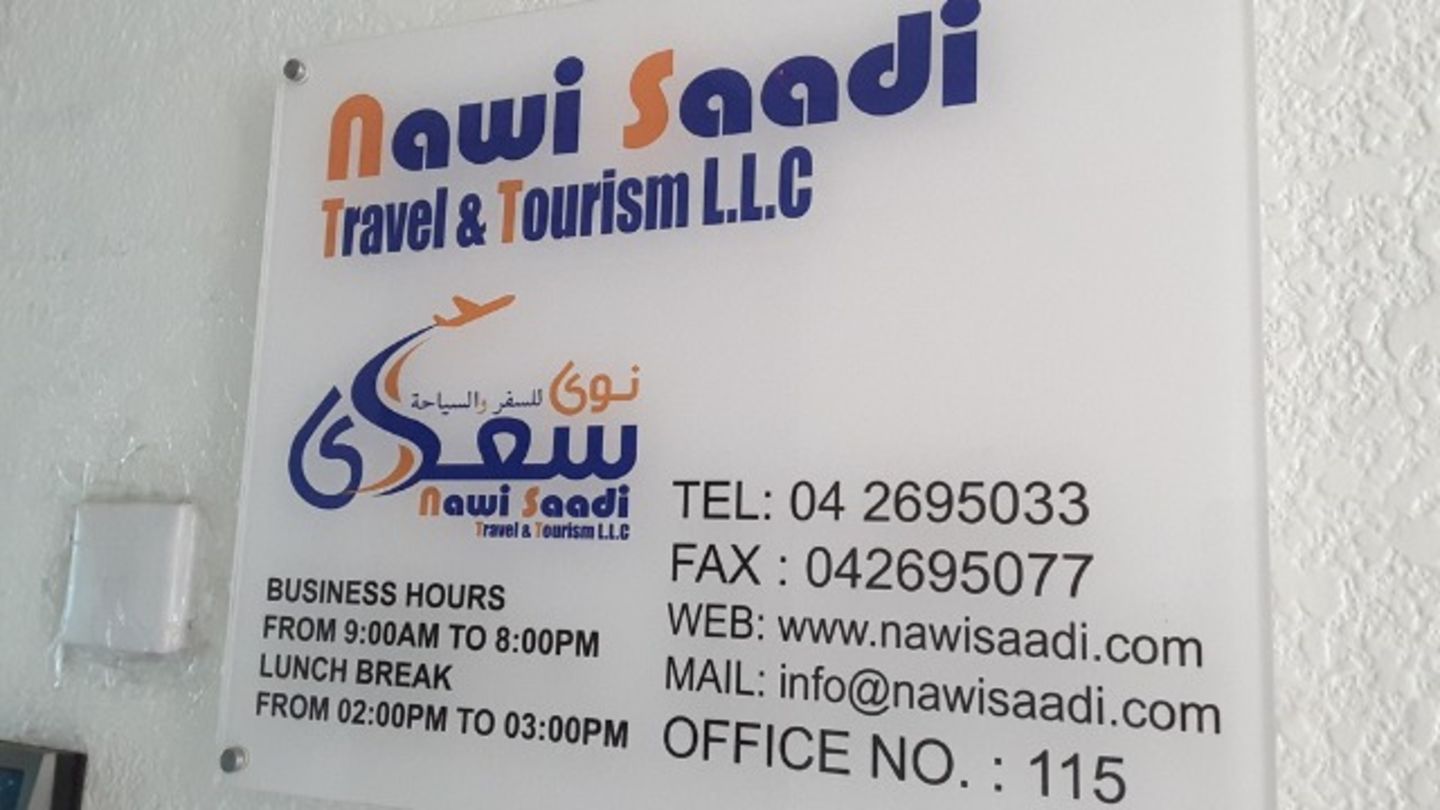 Nawi Saadi
Travel & Tourism L.L.C
نوى للسفر والسياحة
سعدى
Nawi Saadi
Travel & Tourism L.L.C
BUSINESS HOURS
FROM 9:00AM TO 8:00PM
LUNCH BREAK
FROM 02:00PM TO 03:00PM
TEL: 04 2695033
FAX : 042695077
WEB: www.nawisaadi.com
MAIL: info@nawisaadi.com
OFFICE NO. : 115